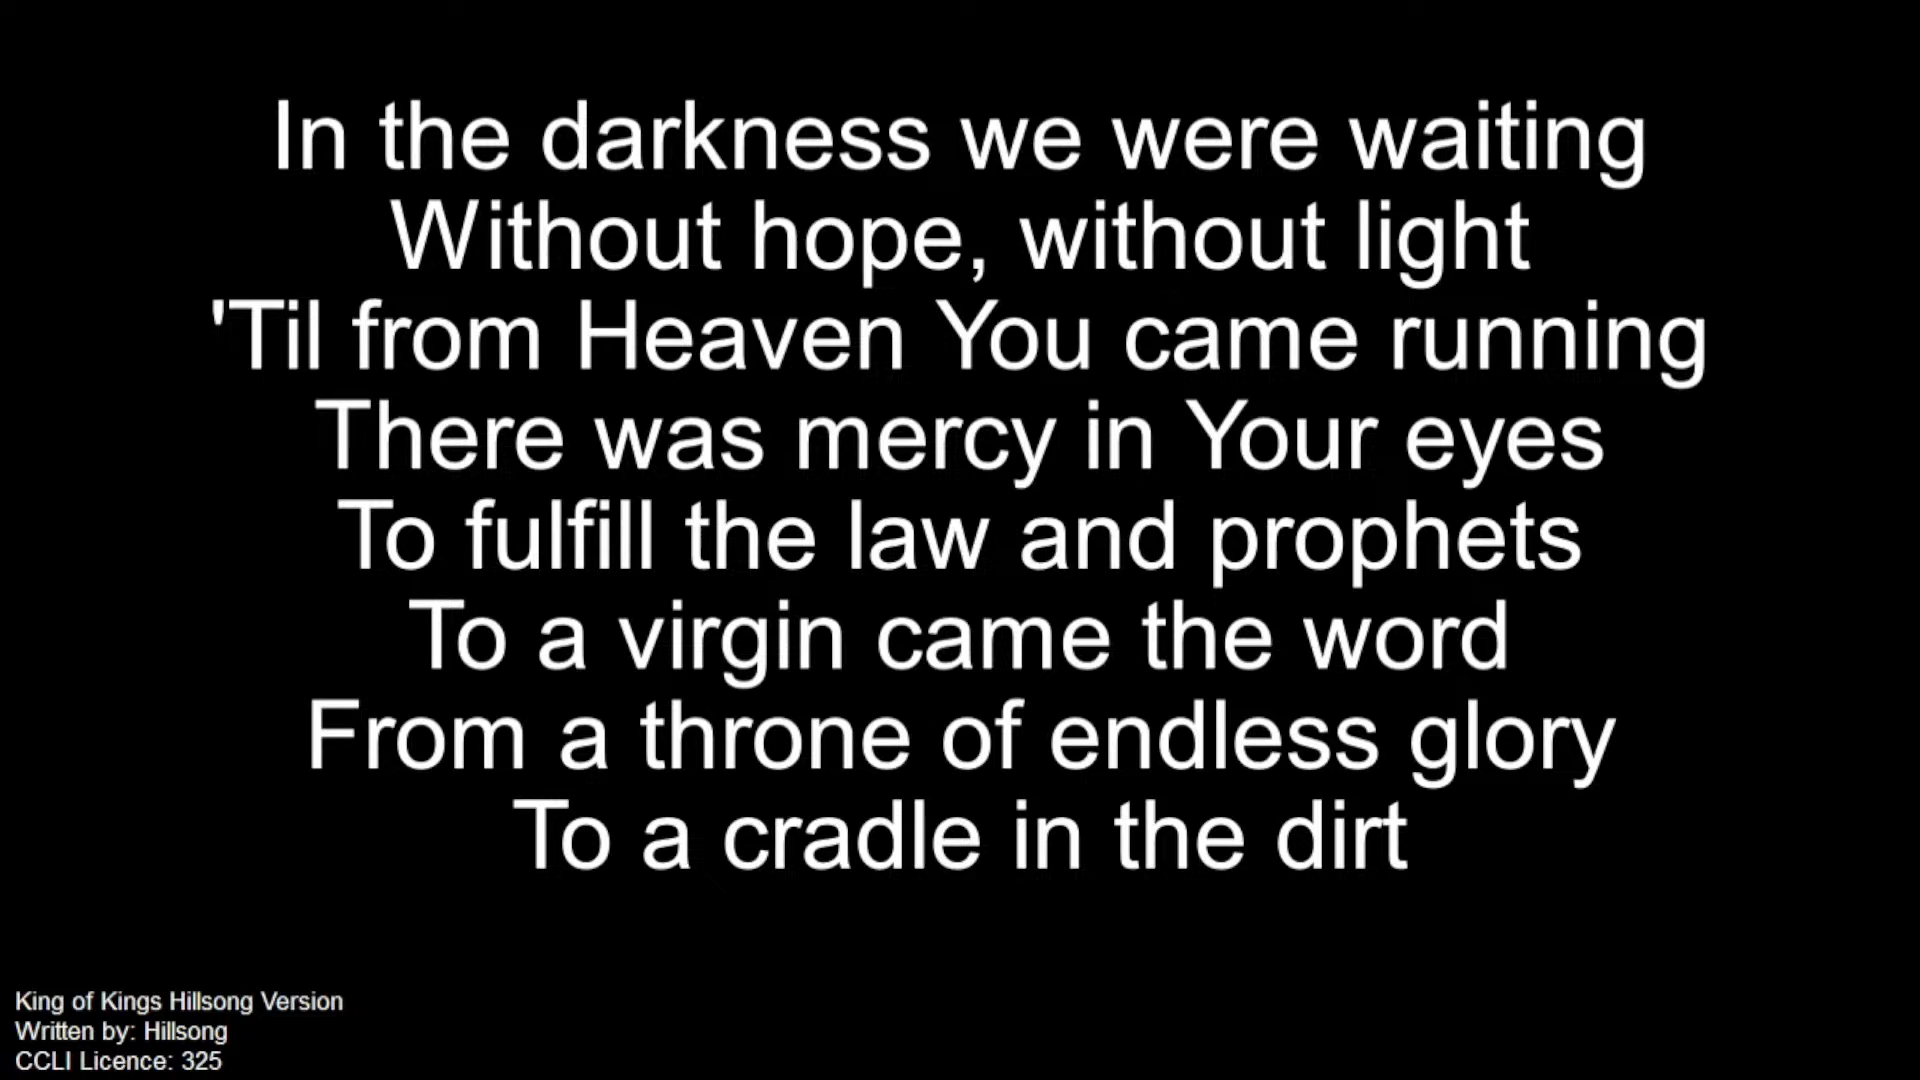 In the darkness we were waiting
Without hope, without light
'Til from Heaven You came running
There was mercy in Your eyes
To fulfill the law and prophets
To a virgin came the word
From a throne of endless glory
To a cradle in the dirt
King of Kings Hillsong Version
Written by: Hillsong
CCLI Licence: 325